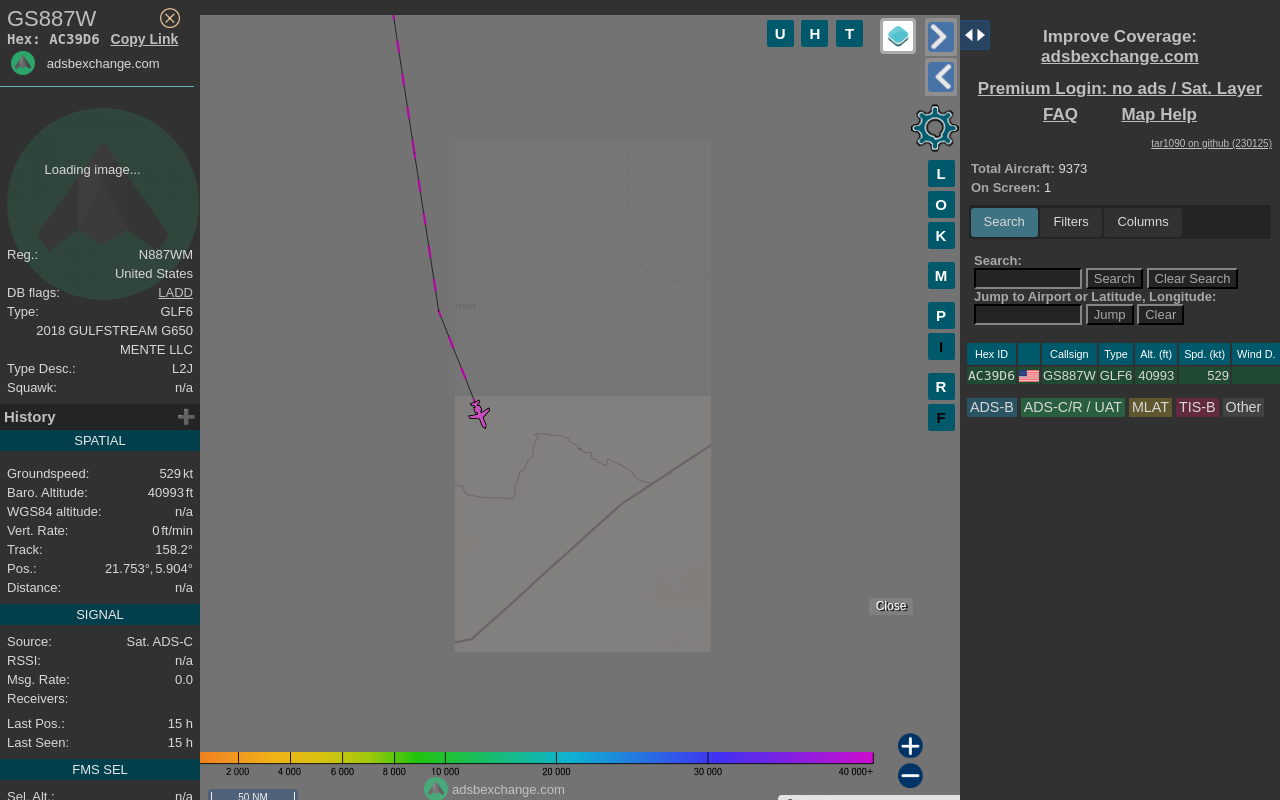 GS887W
Hex: AC39D6 Copy Link
adsbexchange.com
Loading image...
Reg.: N887WM
United States
DB flags: LADD
Type: GLF6
2018 GULFSTREAM G650
MENTE LLC
Type Desc.: L2J
Squawk: n/a
History
SPATIAL
Groundspeed: 529 kt
Baro. Altitude: 40993 ft
WGS84 altitude: n/a
Vert. Rate: 0 ft/min
Track: 158.2°
Pos.: 21.753°, 5.904°
Distance: n/a
SIGNAL
Source: Sat. ADS-C
RSSI: n/a
Msg. Rate: 0.0
Receivers:
Last Pos.: 15 h
Last Seen: 15 h
FMS SEL
Sel. Alt.: n/a
U H T
L
O
K
M
P
I
R
F
Close
2 000 4 000 6 000 8 000 10 000 20 000 30 000 40 000+
50 NM
adsbexchange.com
Improve Coverage:
adsbexchange.com
Premium Login: no ads / Sat. Layer
FAQ Map Help
tar1090 on github (230125)
Total Aircraft: 9373
On Screen: 1
Search Filters Columns
Search:
Search Clear Search
Jump to Airport or Latitude, Longitude:
Jump Clear
Hex ID Callsign Type Alt. (ft) Spd. (kt) Wind D.
AC39D6 GS887W GLF6 40993 529
ADS-B ADS-C/R / UAT MLAT TIS-B Other